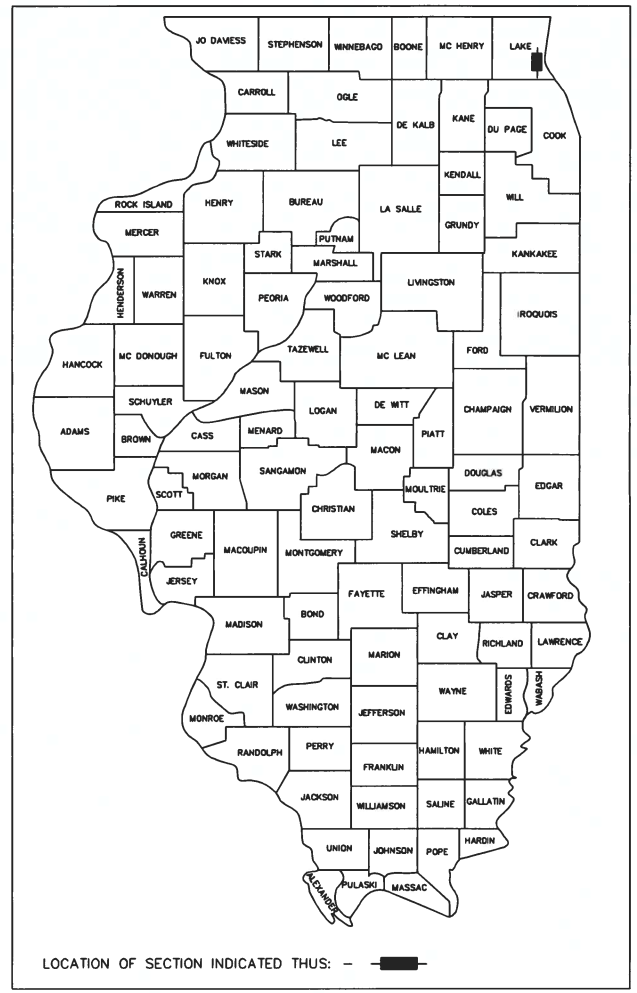 JO DAVIESS
STEPHENSON
WINNEBAGO
BOONE
MC HENRY
LAKE
CARROLL
OGLE
DE KALB
KANE
DU PAGE
COOK
WHITESIDE
LEE
KENDALL
WILL
ROCK ISLAND
HENRY
BUREAU
LA SALLE
GRUNDY
MERCER
PUTNAM
STARK
MARSHALL
KANKAKEE
HENDERSON
WARREN
KNOX
PEORIA
WOODFORD
LIVINGSTON
IROQUOIS
HANCOCK
MC DONOUGH
FULTON
TAZEWELL
MC LEAN
FORD
SCHUYLER
MASON
LOGAN
DE WITT
CHAMPAIGN
VERMILION
ADAMS
BROWN
CASS
MENARD
PIATT
MACON
PIKE
SCOTT
MORGAN
SANGAMON
CHRISTIAN
MOULTRIE
DOUGLAS
EDGAR
COLES
CALHOUN
GREENE
MACOUPIN
MONTGOMERY
SHELBY
CUMBERLAND
CLARK
JERSEY
FAYETTE
EFFINGHAM
JASPER
CRAWFORD
MADISON
BOND
CLAY
RICHLAND
LAWRENCE
CLINTON
MARION
ST. CLAIR
WAYNE
EDWARDS
WABASH
MONROE
WASHINGTON
JEFFERSON
RANDOLPH
PERRY
HAMILTON
WHITE
FRANKLIN
JACKSON
WILLIAMSON
SALINE
GALLATIN
UNION
JOHNSON
POPE
HARDIN
ALEXANDER
PULASKI
MASSAC
LOCATION OF SECTION INDICATED THUS: –